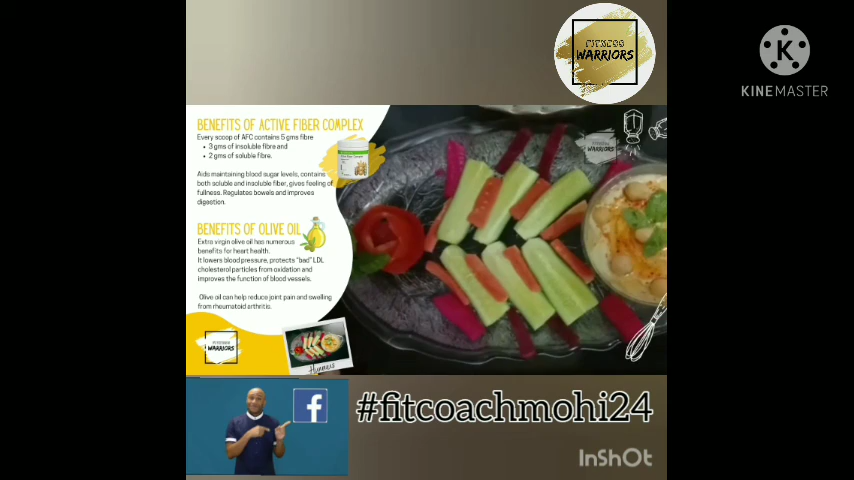 FITNESS
WARRIORS
KINEMASTER
BENEFITS OF ACTIVE FIBER COMPLEX
Every scoop of AFC contains 5 gms fibre
• 3 gms of insoluble fibre and
• 2 gms of soluble fibre.
Aids maintaining blood sugar levels, contains
both soluble and insoluble fiber, gives feeling of
fullness. Regulates bowels and improves
digestion.
BENEFITS OF OLIVE OIL
Extra virgin olive oil has numerous
benefits for heart health.
It lowers blood pressure, protects "bad" LDL
cholesterol particles from oxidation and
improves the function of blood vessels.
Olive oil can help reduce joint pain and swelling
from rheumatoid arthritis.
WARRIORS
FITNESS
WARRIORS
Hummus
f
#fitcoachmohi24
InShOt